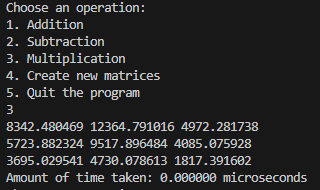 Choose an operation:
1. Addition
2. Subtraction
3. Multiplication
4. Create new matrices
5. Quit the program
3
8342.480469 12364.791016 4972.281738
5723.882324 9517.896484 4085.075928
3695.029541 4730.078613 1817.391602
Amount of time taken: 0.000000 microseconds